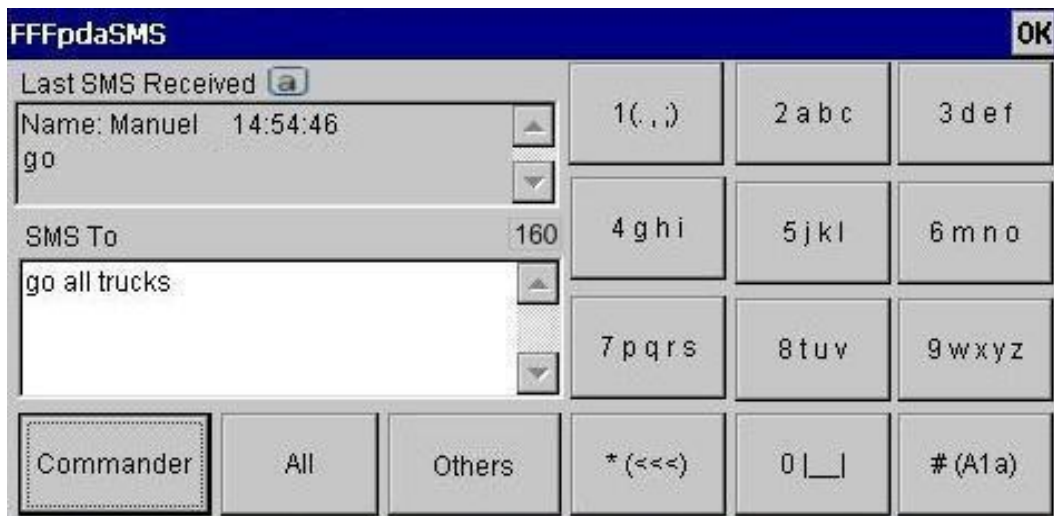 FFFpdaSMS OK
Last SMS Received a
Name: Manuel 14:54:46
go
SMS To 160
go all trucks
Commander All Others
1(. , ;) 2 a b c 3 d e f
4 g h i 5 j k l 6 m n o
7 p q r s 8 t u v 9 w x y z
* (<<<) 0 |__| # (A1a)